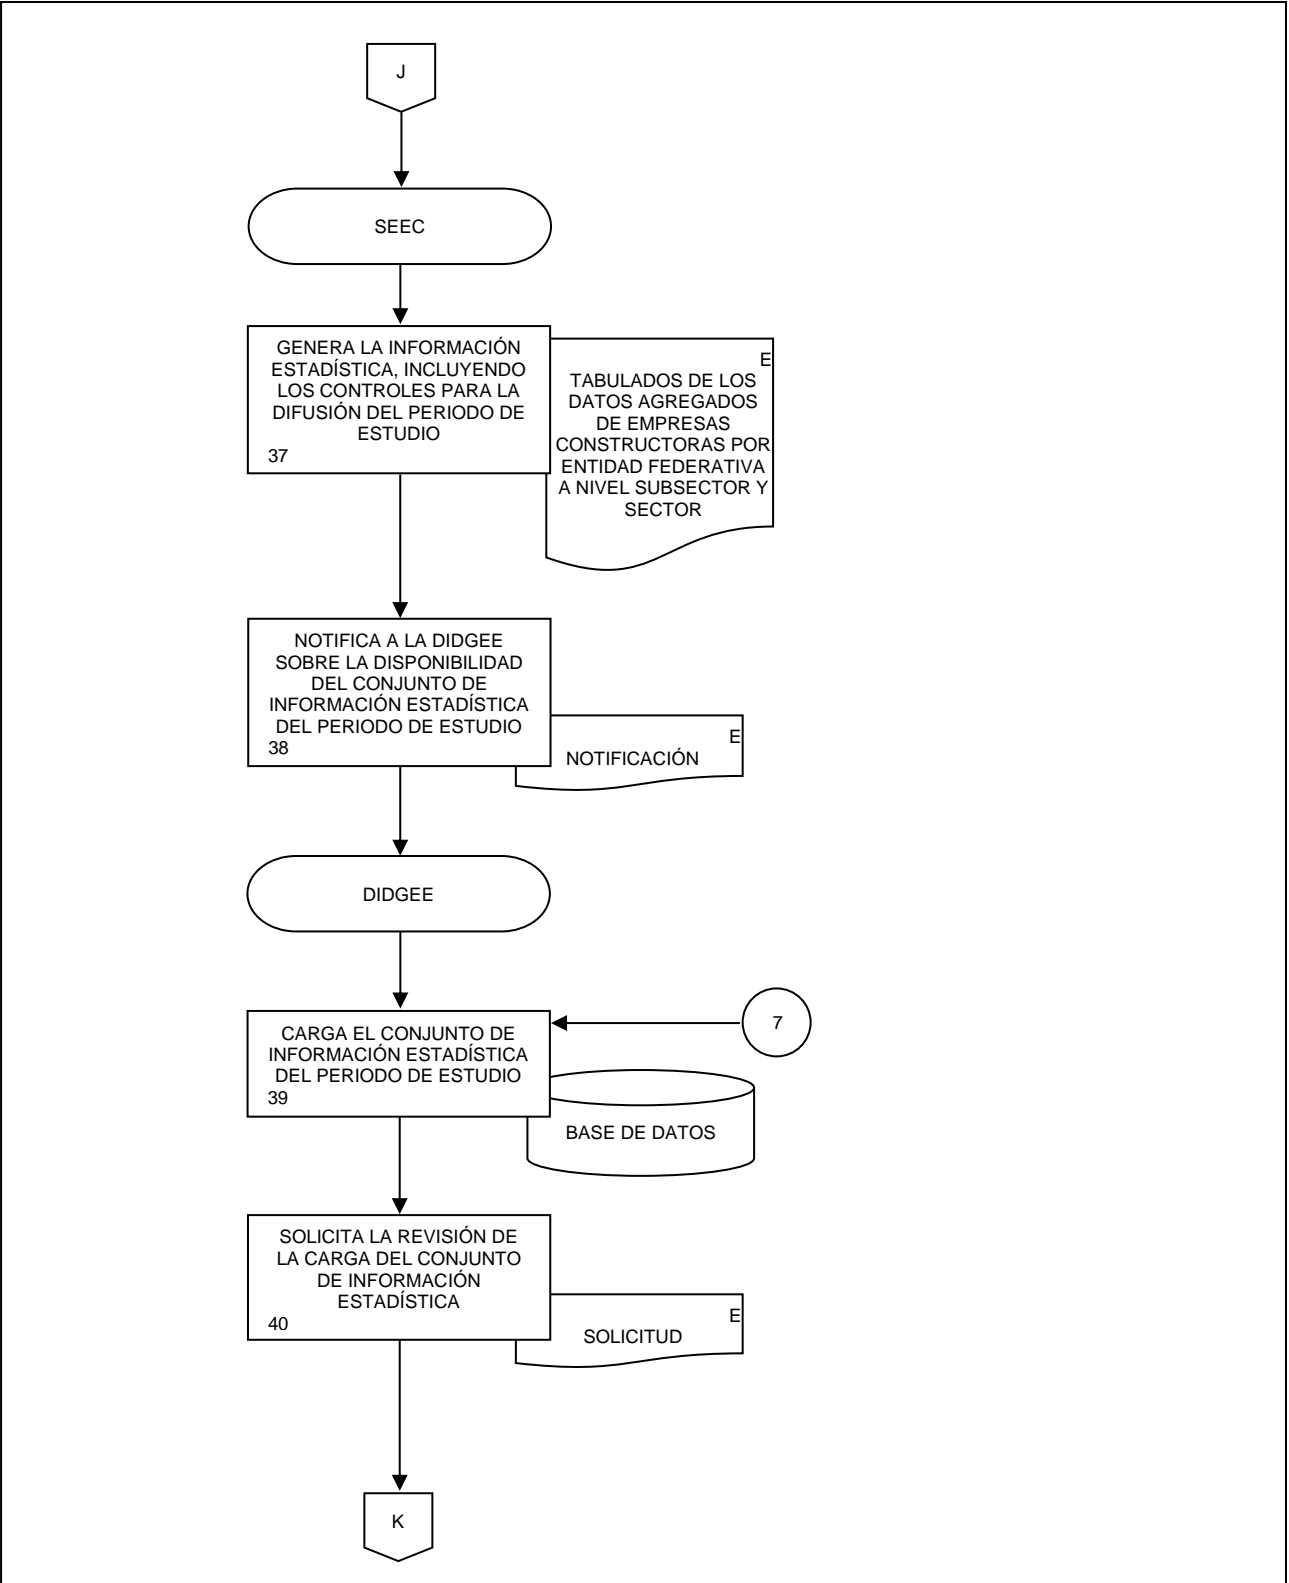 J
SEEC
GENERA LA INFORMACIÓN
ESTADÍSTICA, INCLUYENDO
LOS CONTROLES PARA LA
DIFUSIÓN DEL PERIODO DE
ESTUDIO
37
E
TABULADOS DE LOS
DATOS AGREGADOS
DE EMPRESAS
CONSTRUCTORAS POR
ENTIDAD FEDERATIVA
A NIVEL SUBSECTOR Y
SECTOR
NOTIFICA A LA DIDGEE
SOBRE LA DISPONIBILIDAD
DEL CONJUNTO DE
INFORMACIÓN ESTADÍSTICA
DEL PERIODO DE ESTUDIO
38
E
NOTIFICACIÓN
DIDGEE
CARGA EL CONJUNTO DE
INFORMACIÓN ESTADÍSTICA
DEL PERIODO DE ESTUDIO
39
7
BASE DE DATOS
SOLICITA LA REVISIÓN DE
LA CARGA DEL CONJUNTO
DE INFORMACIÓN
ESTADÍSTICA
40
E
SOLICITUD
K